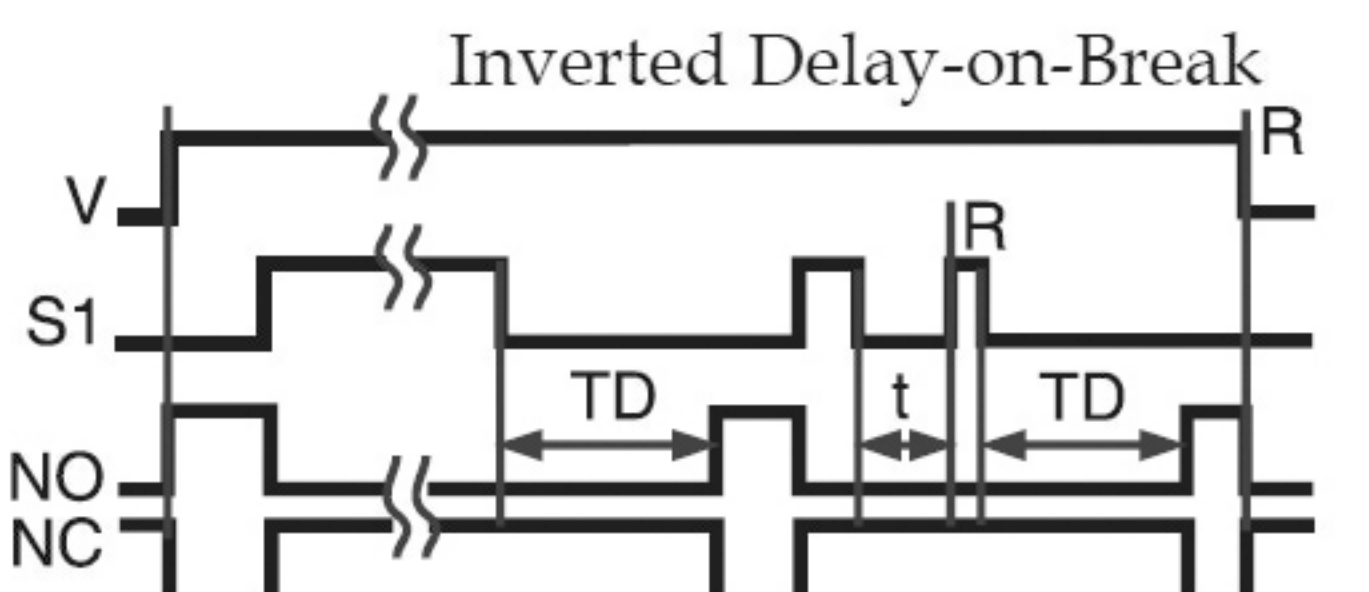 Inverted Delay-on-Break
R
V
R
S1
TD t TD
NO
NC